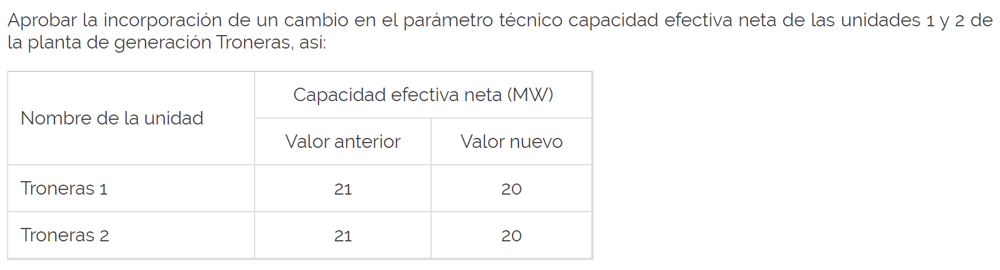 Aprobar la incorporación de un cambio en el parámetro técnico capacidad efectiva neta de las unidades 1 y 2 de
la planta de generación Troneras, así:
Nombre de la unidad
Capacidad efectiva neta (MW)
Valor anterior
Valor nuevo
Troneras 1
21
20
Troneras 2
21
20